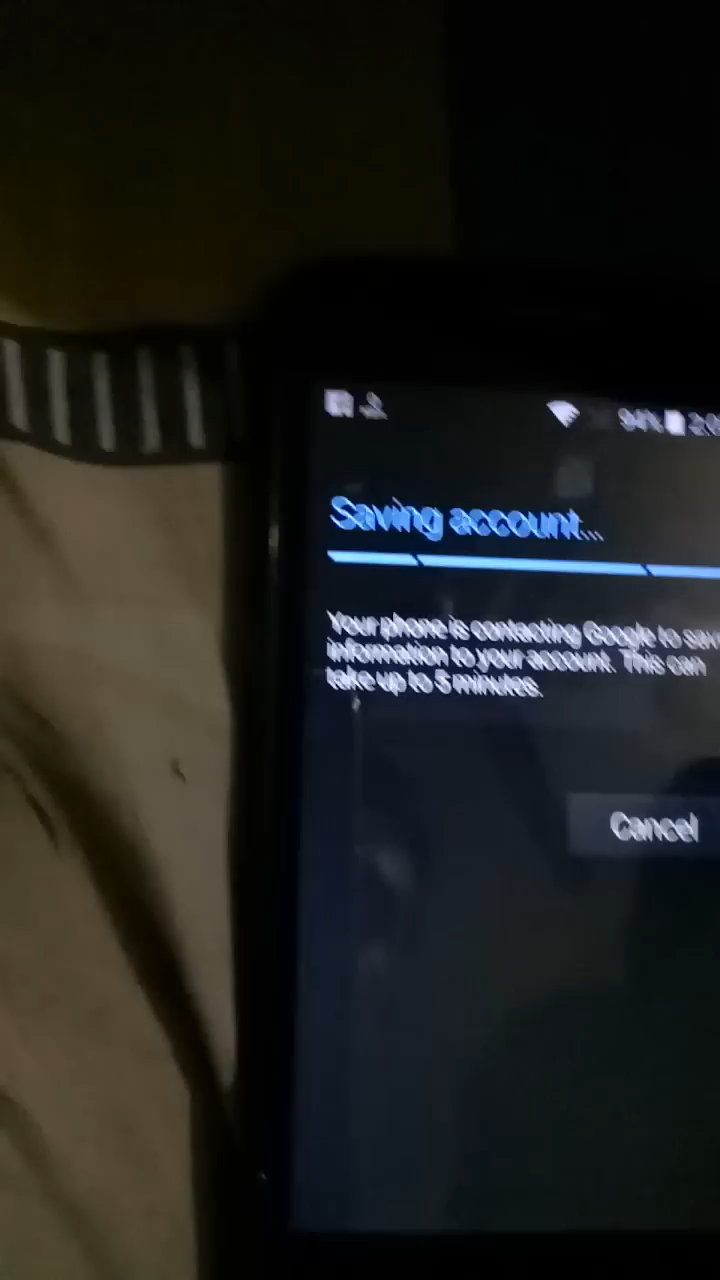 94%
Saving account...
Your phone is contacting Google to
information to your account. This can
take up to 5 minutes.
Cancel